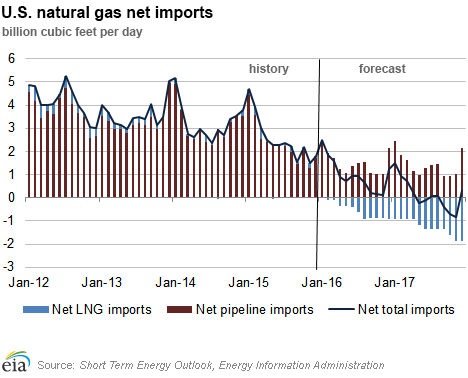 U.S. natural gas net imports
billion cubic feet per day
history forecast
6
5
4
3
2
1
0
-1
-2
-3
Jan-12 Jan-13 Jan-14 Jan-15 Jan-16 Jan-17
Net LNG imports Net pipeline imports Net total imports
eia Source: Short Term Energy Outlook, Energy Information Administration